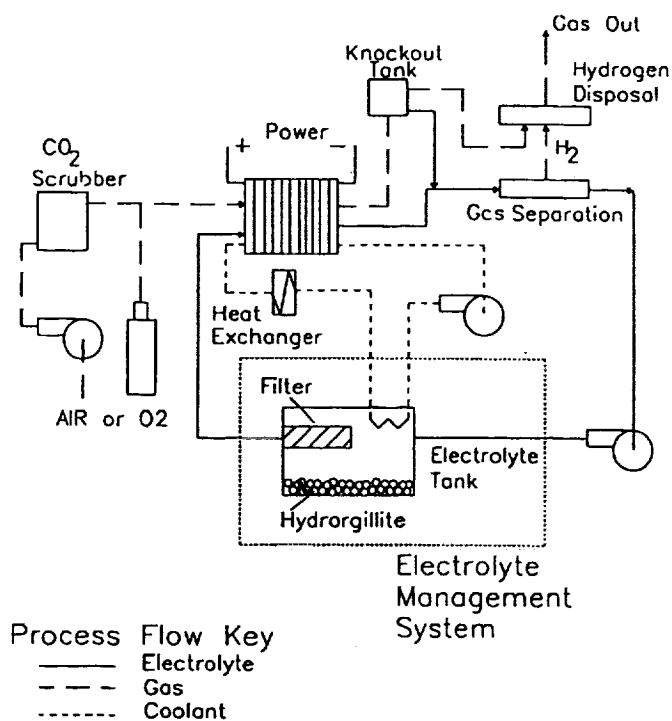 Gas Out
Knockout
Tank
Hydrogen
Disposal
+ Power -
CO2
Scrubber
H2
Gcs Separation
Heat
Exchanger
AIR or O2
Filter
Electrolyte
Tank
Hydrorgillite
Electrolyte
Management
System
Process Flow Key
Electrolyte
Gas
Coolant